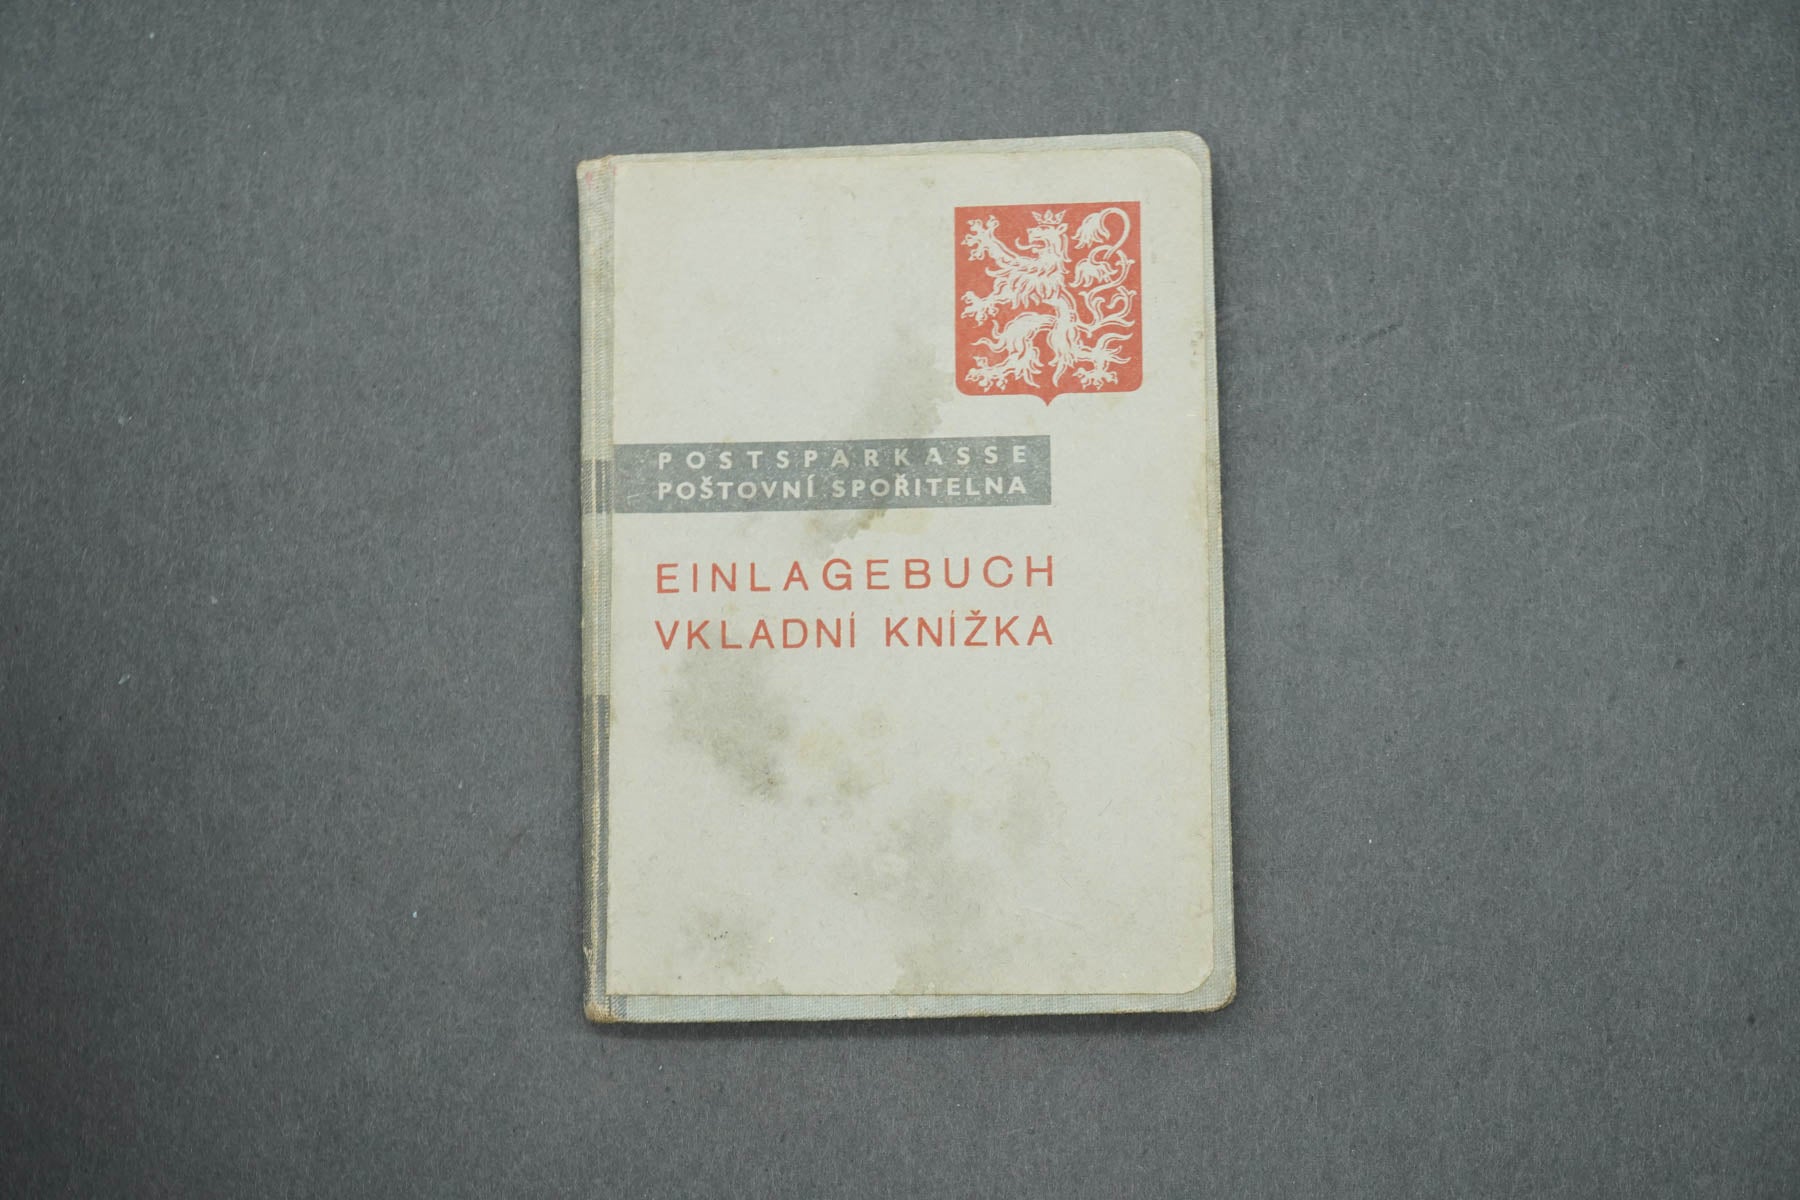 POSTSPARKASSE
POŠTOVNÍ SPOŘITELNA
EINLAGEBUCH
VKLADNÍ KNÍŽKA